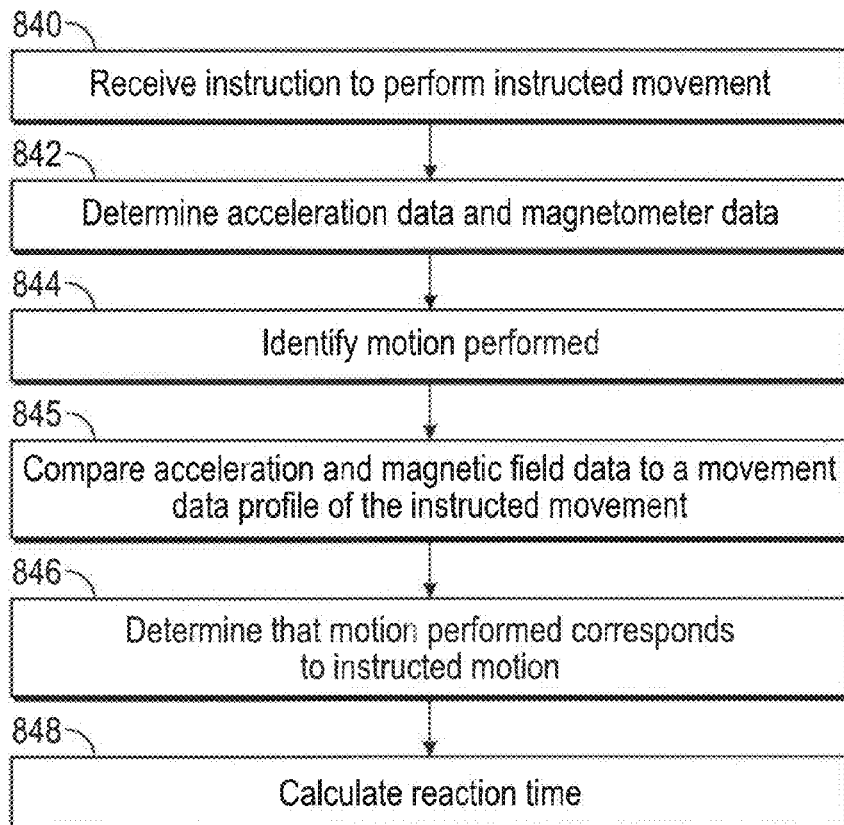 840
Receive instruction to perform instructed movement
842
Determine acceleration data and magnetometer data
844
Identify motion performed
845
Compare acceleration and magnetic field data to a movement
data profile of the instructed movement
846
Determine that motion performed corresponds
to instructed motion
848
Calculate reaction time